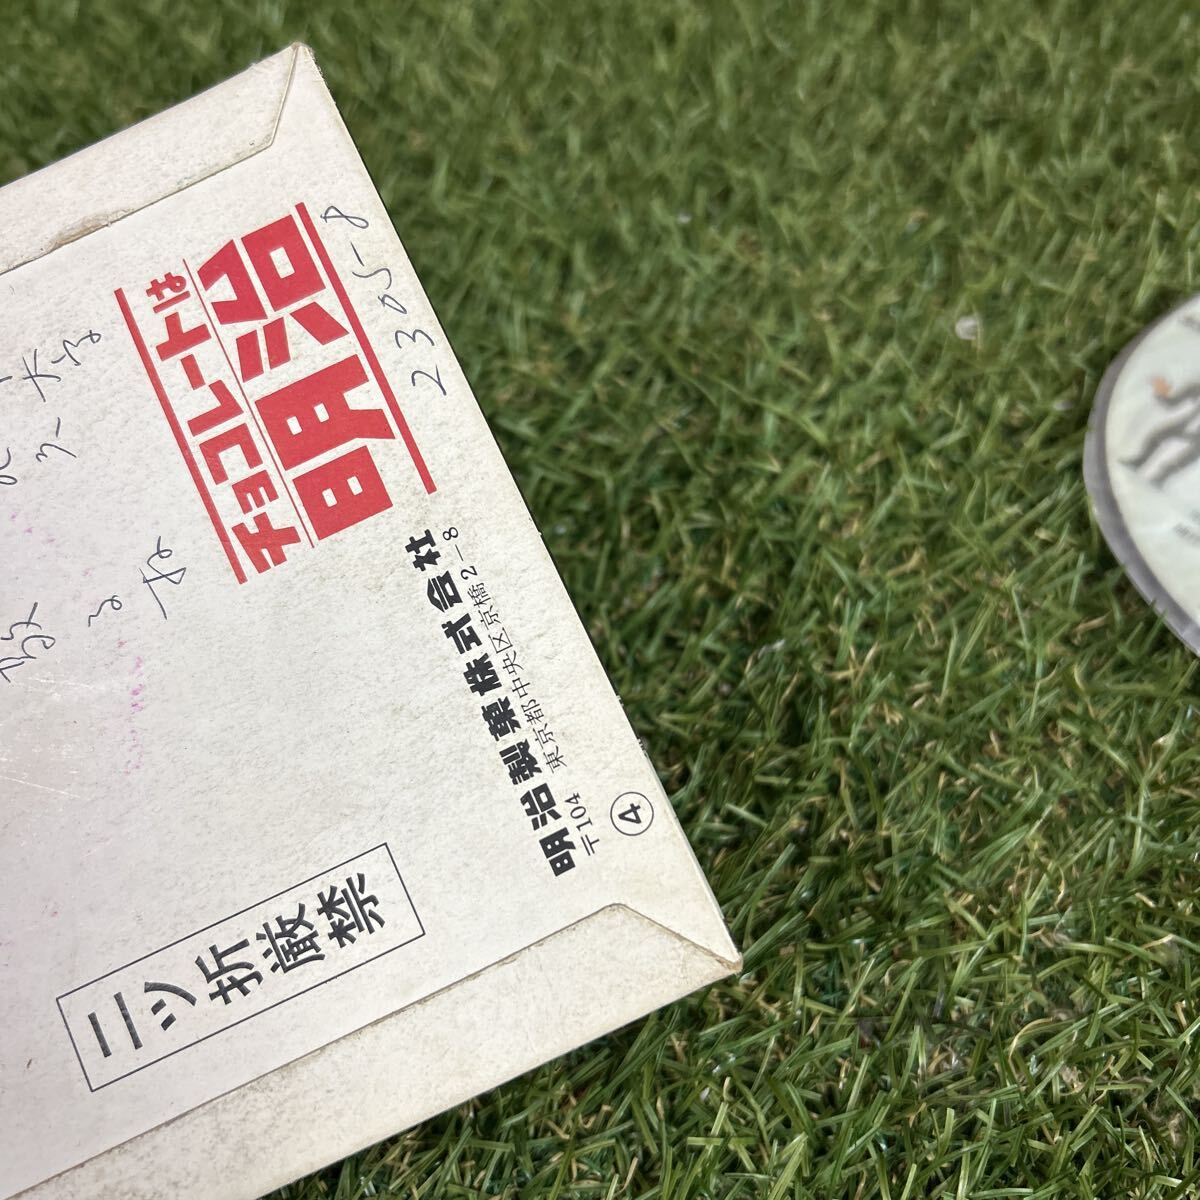 チョコレートは
明治
2305-8
明治製菓株式会社
〒104 東京都中央区京橋2-8
④
二ツ折厳禁